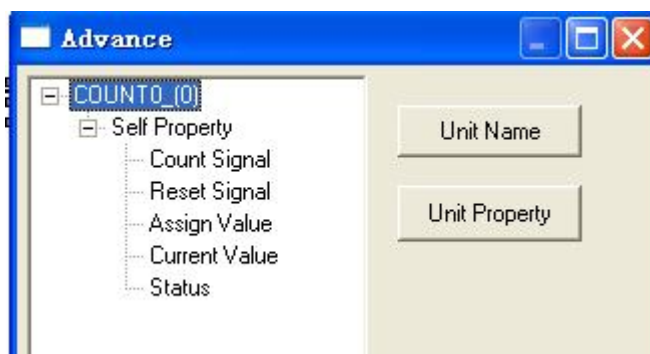 Advance
COUNT0_(0)
Self Property
Count Signal
Reset Signal
Assign Value
Current Value
Status
Unit Name
Unit Property